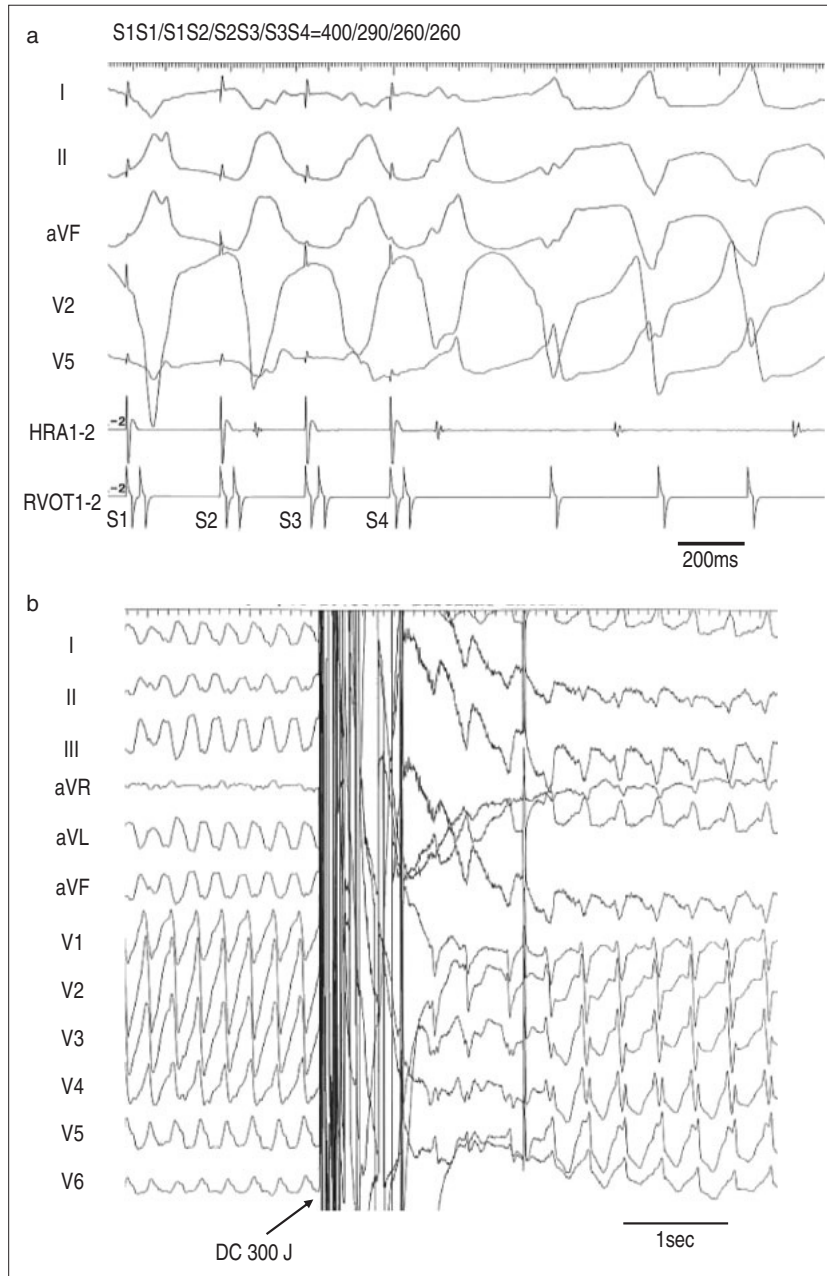 a
S1S1/S1S2/S2S3/S3S4=400/290/260/260
I
II
aVF
V2
V5
HRA1-2
.-2
RVOT1-2
.-2
S1 S2 S3 S4
200ms
b
I
II
III
aVR
aVL
aVF
V1
V2
V3
V4
V5
V6
DC 300 J
1sec